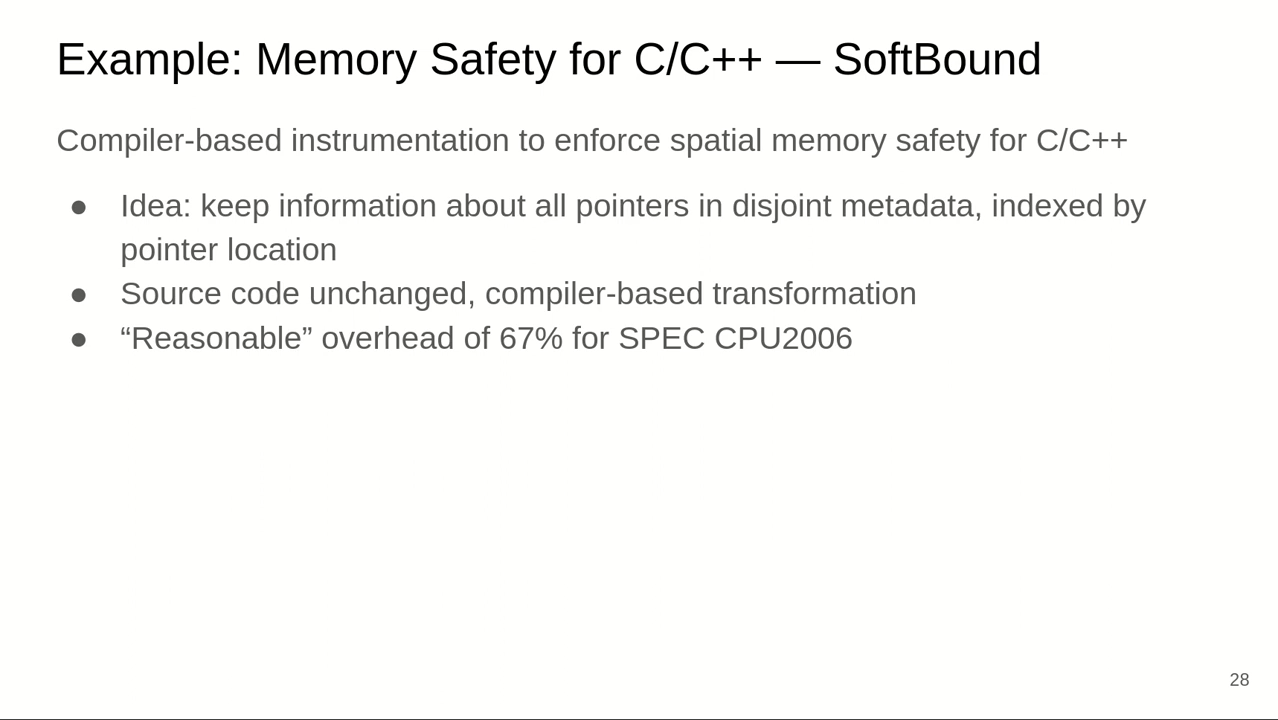 Example: Memory Safety for C/C++ — SoftBound
Compiler-based instrumentation to enforce spatial memory safety for C/C++
● Idea: keep information about all pointers in disjoint metadata, indexed by
pointer location
● Source code unchanged, compiler-based transformation
● “Reasonable” overhead of 67% for SPEC CPU2006
28